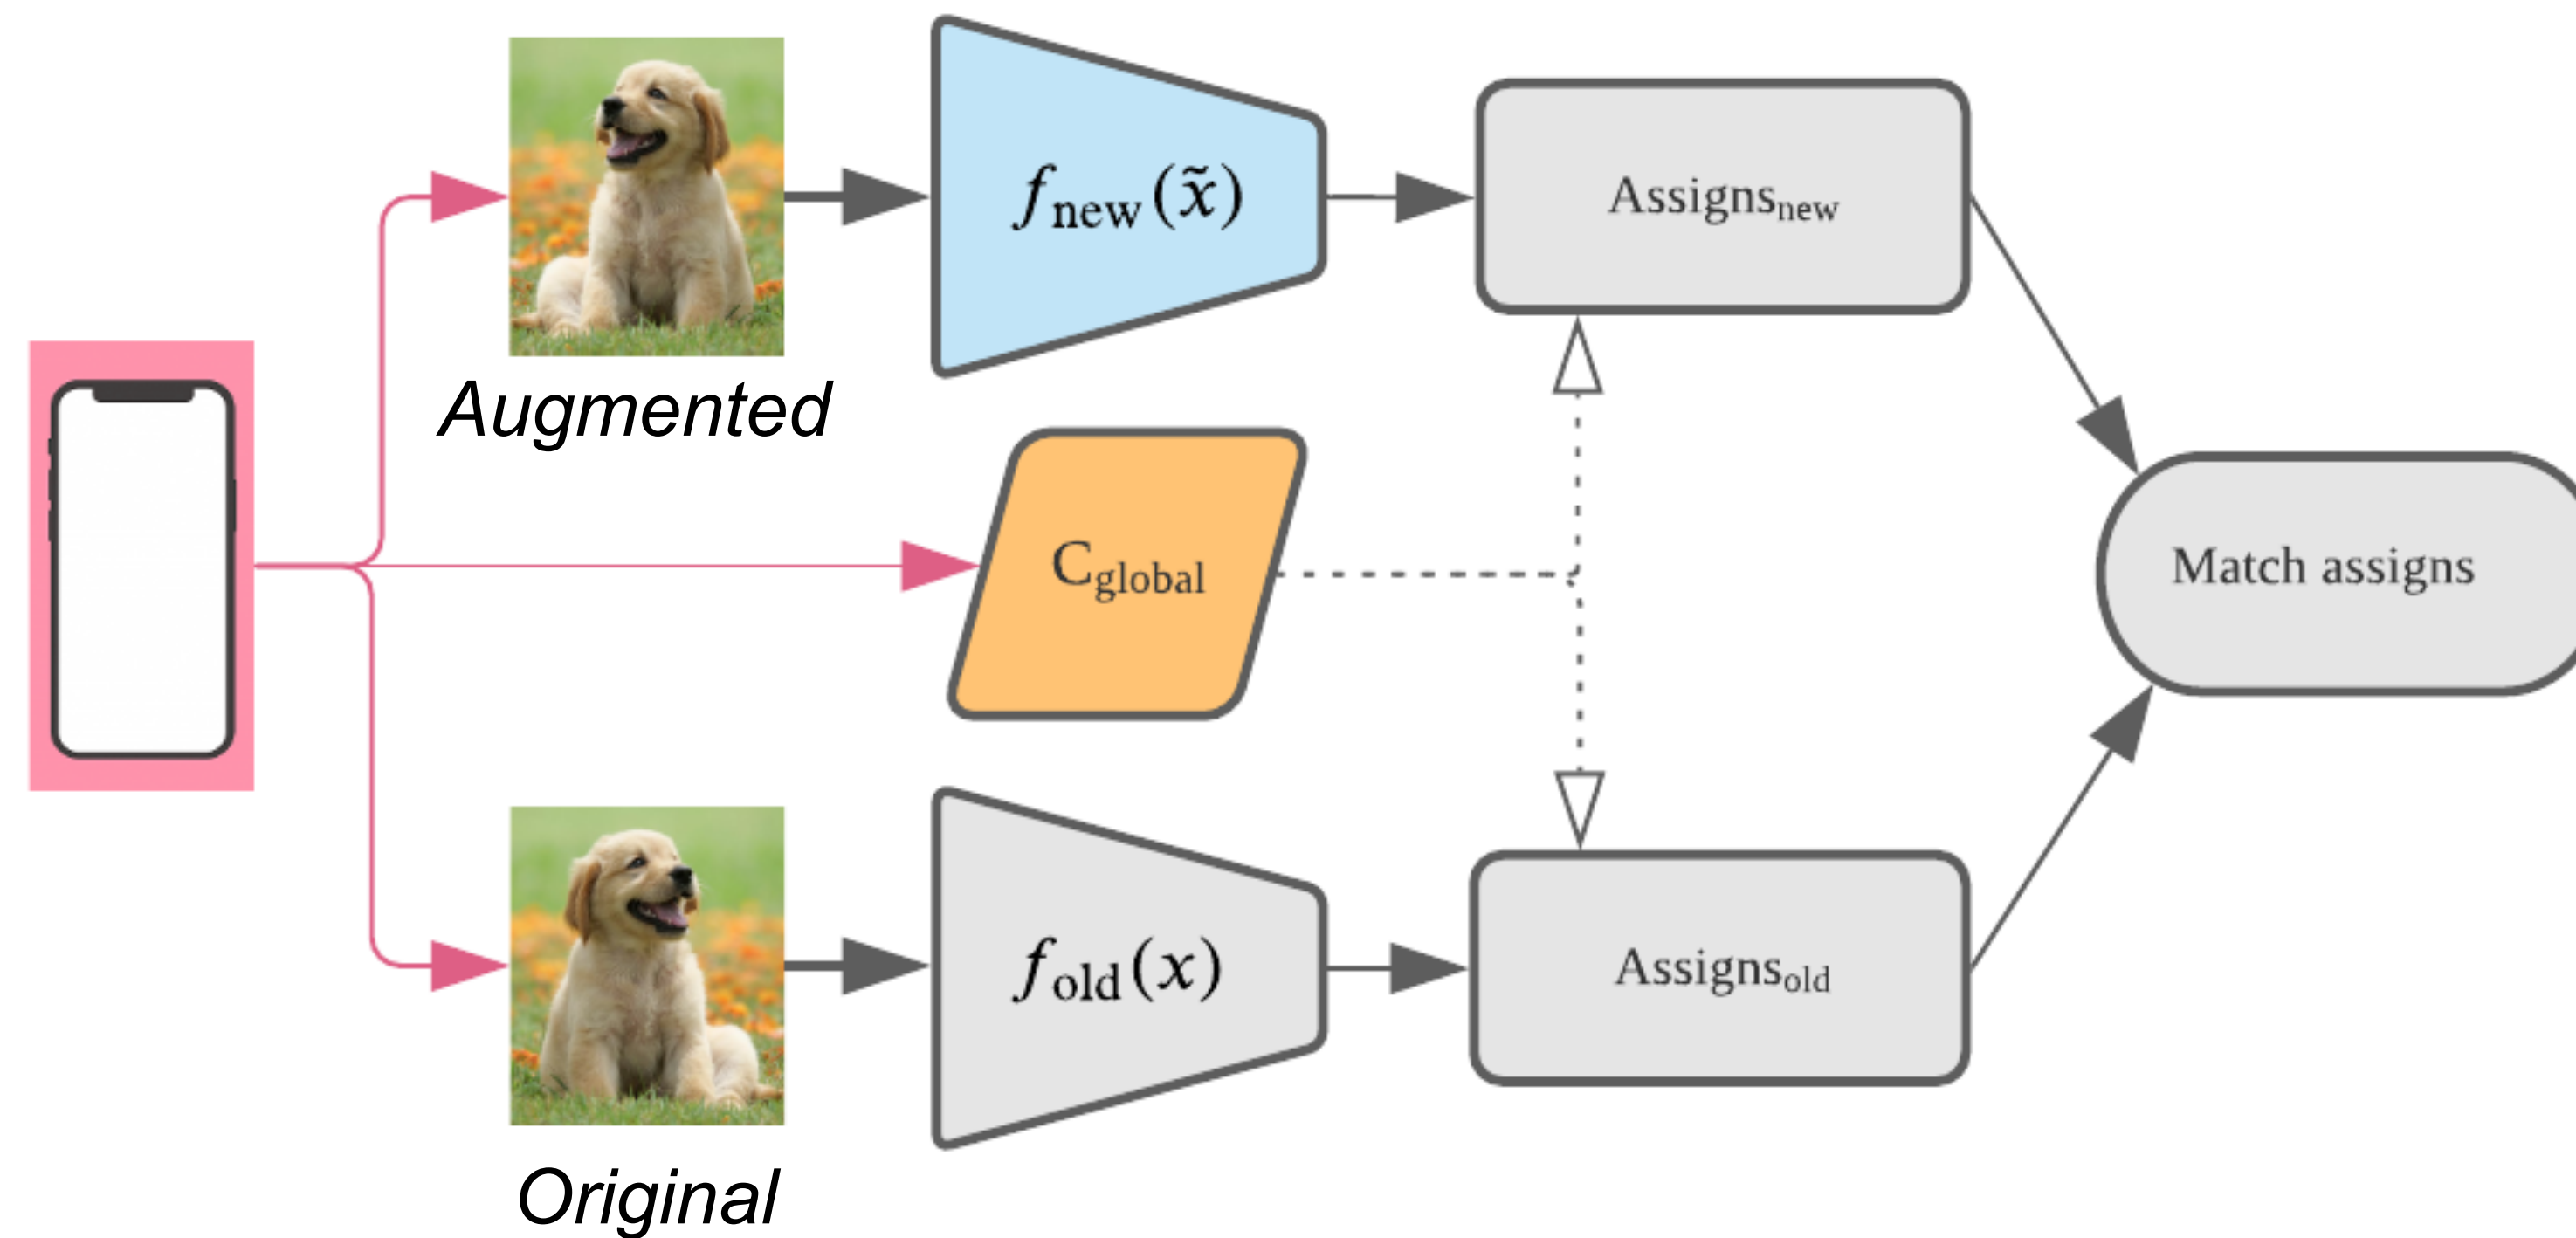 f_new(x̃)
Assigns_new
Augmented
C_global
Match assigns
f_old(x)
Assigns_old
Original